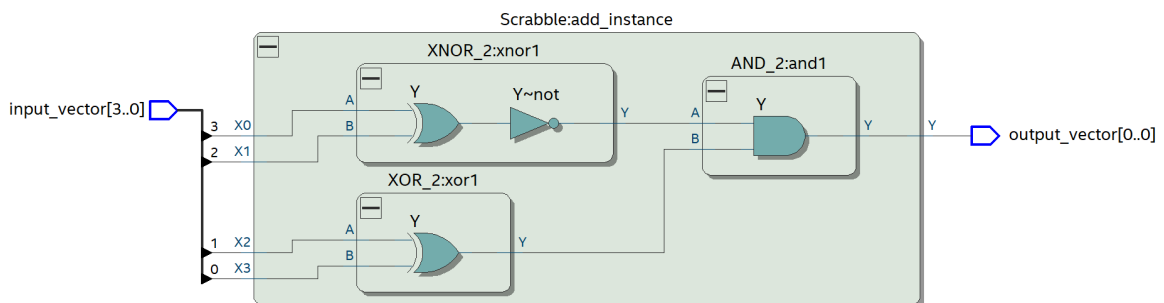 Scrabble:add_instance
XNOR_2:xnor1
AND_2:and1
input_vector[3..0]
A Y Y~not Y A Y
3 X0 B Y Y output_vector[0..0]
2 X1 B
XOR_2:xor1
A Y
1 X2 Y
0 X3 B